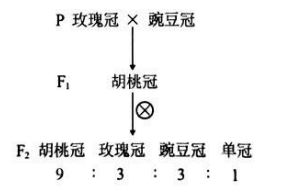 P 玫瑰冠 × 豌豆冠
F₁ 胡桃冠
⊗
F₂ 胡桃冠 玫瑰冠 豌豆冠 单冠
9 : 3 : 3 : 1